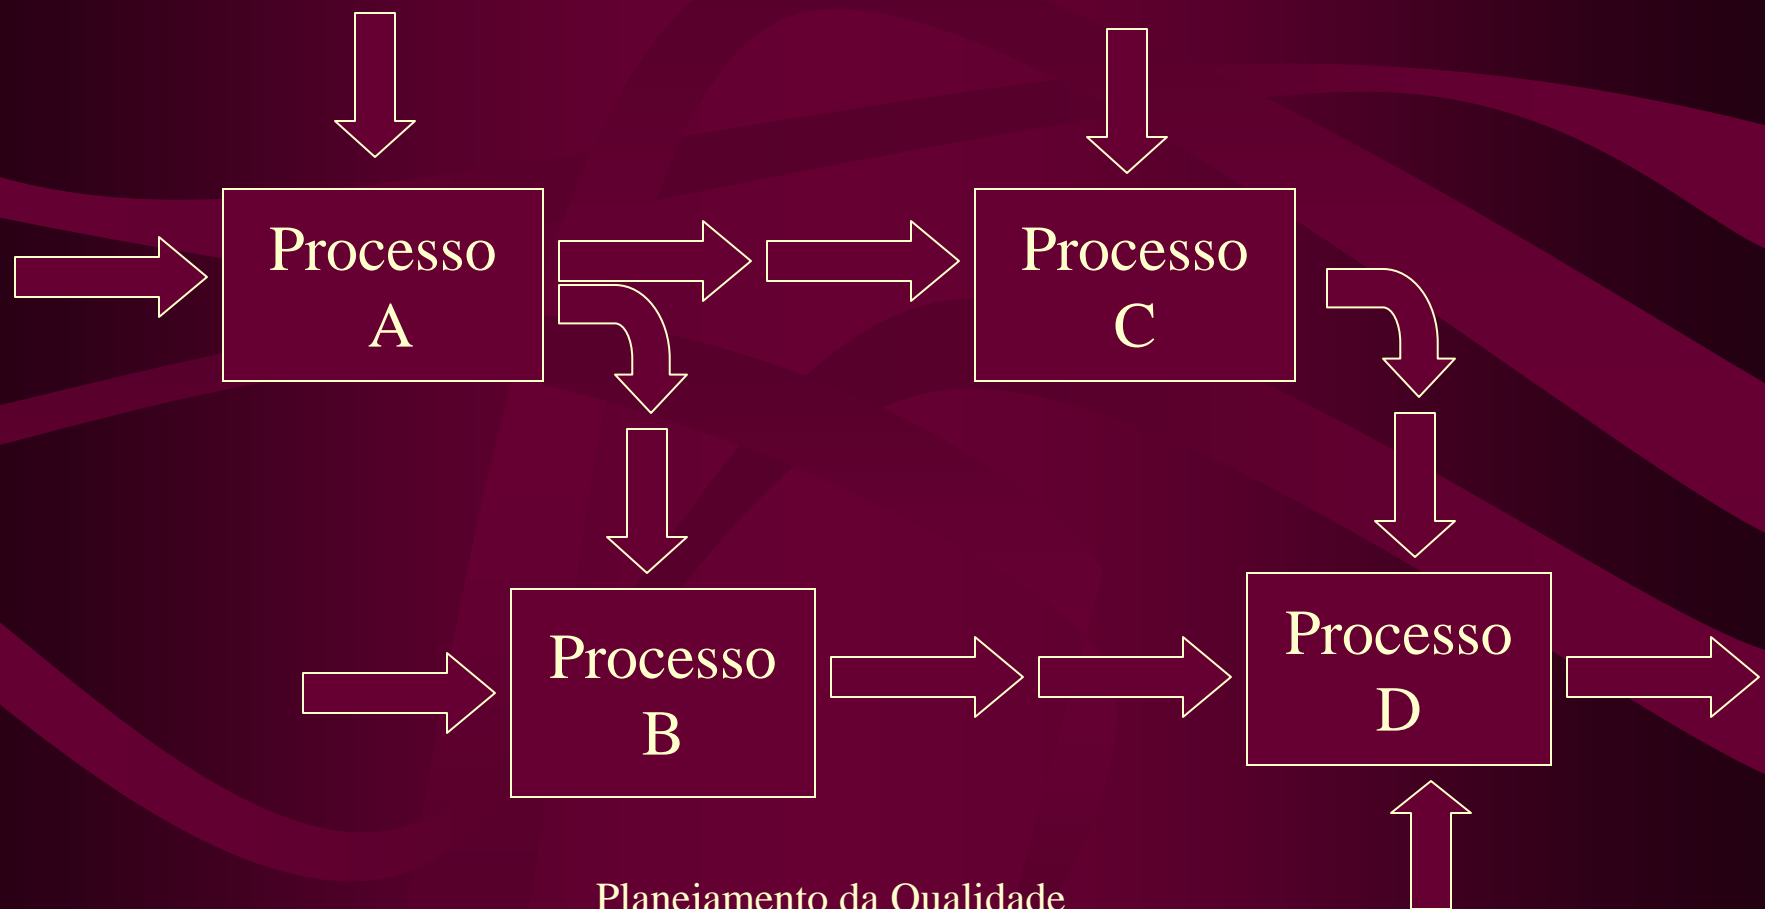 Processo
A
Processo
C
Processo
B
Processo
D
Planejamento da Qualidade